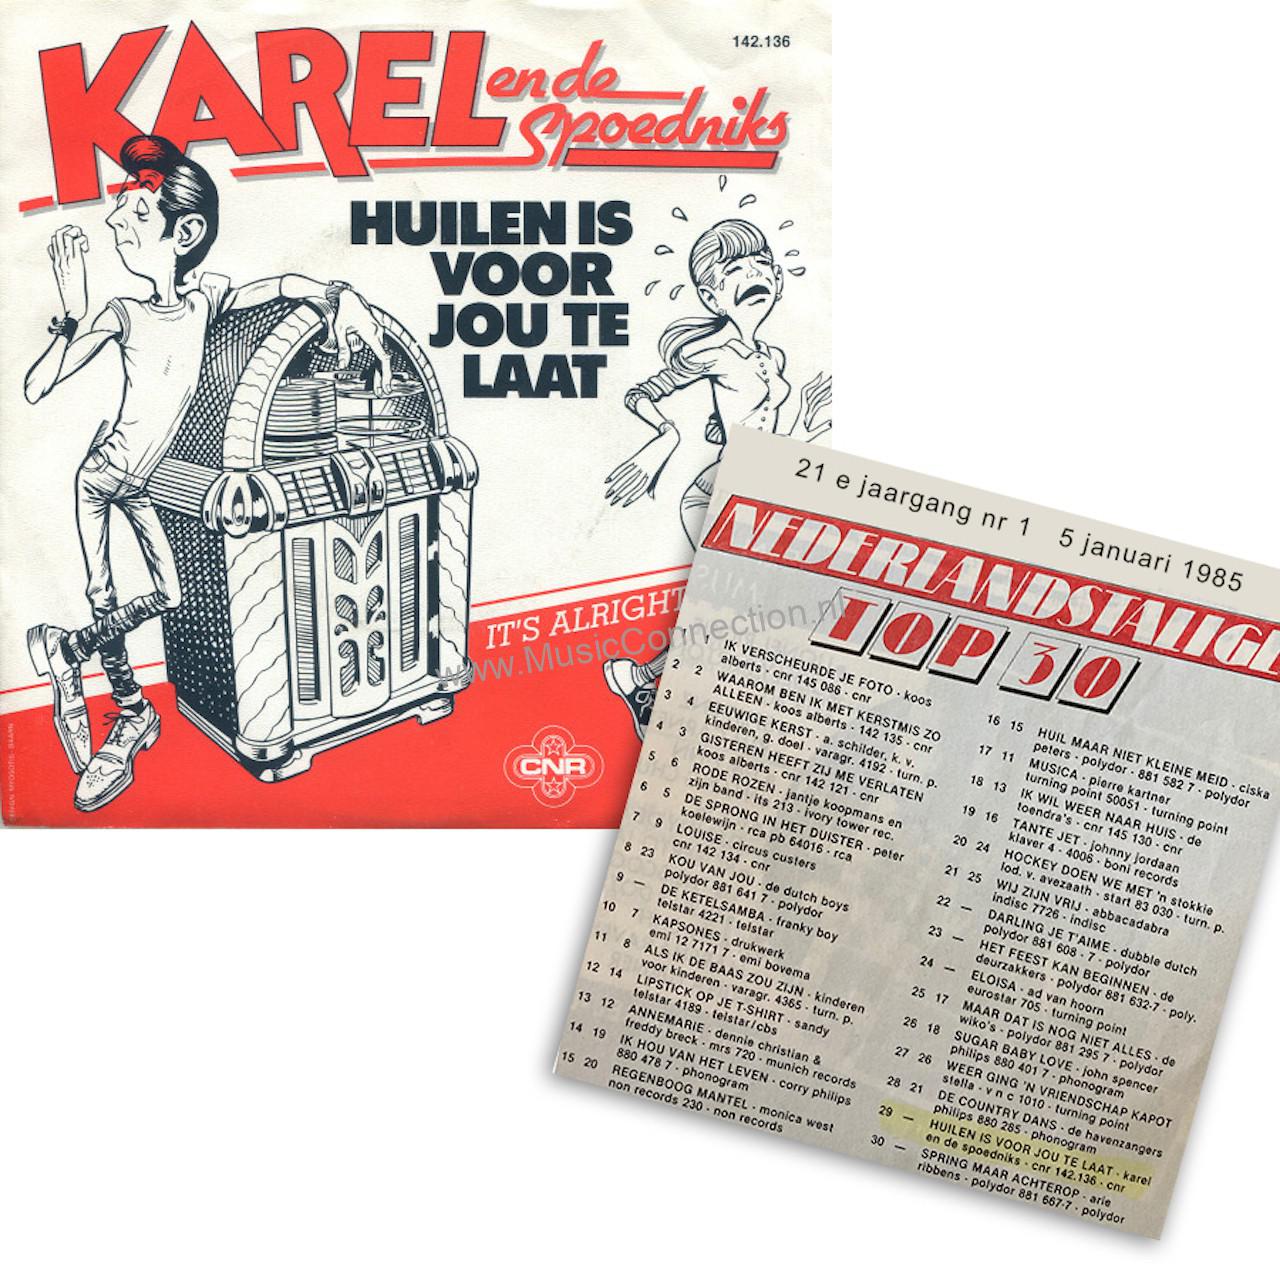 KAREL en de Spoedniks
142.136
HUILEN IS
VOOR
JOU TE
LAAT
IT'S ALRIGHT
CNR
www.MusicConnection.nl
21 e jaargang nr 1 5 januari 1985
NEDERLANDSTALIGE
TOP 30
1 IK VERSCHEURDE JE FOTO · koos
alberts · cnr 145 086 · cnr
2 2 WAAROM BEN IK MET KERSTMIS ZO
ALLEEN · koos alberts · 142 135 · cnr
3 4 EEUWIGE KERST · a. schilder, k. v.
kinderen, g. doel · varagr. 4192 · turn. p.
4 3 GISTEREN HEEFT ZIJ ME VERLATEN
koos alberts · cnr 142 121 · cnr
5 6 RODE ROZEN · jantje koopmans en
zijn band · its 213 · ivory tower rec.
6 5 DE SPRONG IN HET DUISTER · peter
koelewijn · rca pb 64016 · rca
7 9 LOUISE · circus custers
cnr 142 134 · cnr
8 23 KOU VAN JOU · de dutch boys
polydor 881 641 7 · polydor
9 — DE KETELSAMBA · franky boy
telstar 4221 · telstar
10 7 KAPSONES · drukwerk
emi 12 7171 7 · emi bovema
11 8 ALS IK DE BAAS ZOU ZIJN · kinderen
voor kinderen · varagr. 4365 · turn. p.
12 14 LIPSTICK OP JE T-SHIRT · sandy
telstar 4189 · telstar/cbs
13 12 ANNEMARIE · dennie christian &
freddy breck · mrs 720 · munich records
14 19 IK HOU VAN HET LEVEN · corry philips
880 478 7 · phonogram
15 20 REGENBOOG MANTEL · monica west
non records 230 · non records
16 15 HUIL MAAR NIET KLEINE MEID · ciska
peters · polydor · 881 582 7 · polydor
17 11 MUSICA · pierre kartner
turning point 50051 · turning point
18 13 IK WIL WEER NAAR HUIS · de
toendra's · cnr 145 130 · cnr
19 16 TANTE JET · johnny jordaan
klaver 4 · 4006 · boni records
20 24 HOCKEY DOEN WE MET 'n stokkie
lod. v. avezaath · start 83 030 · turn. p.
21 25 WIJ ZIJN VRIJ · abbacadabra
indisc 7726 · indisc
22 — DARLING JE T'AIME · dubble dutch
polydor 881 608 · 7 · polydor
23 — HET FEEST KAN BEGINNEN · de
deurzakkers · polydor 881 632-7 · poly.
24 — ELOISA · ad van hoorn
eurostar 705 · turning point
25 17 MAAR DAT IS NOG NIET ALLES · de
wiko's · polydor 881 295 7 · polydor
26 18 SUGAR BABY LOVE · john spencer
philips 880 401 7 · phonogram
27 26 WEER GING 'N VRIENDSCHAP KAPOT
stella · v n c 1010 · turning point
28 21 DE COUNTRY DANS · de havenzangers
philips 880 285 · phonogram
29 — HUILEN IS VOOR JOU TE LAAT · karel
en de spoedniks · cnr 142.136 · cnr
30 — SPRING MAAR ACHTEROP · arie
ribbens · polydor 881 667-7 · polydor